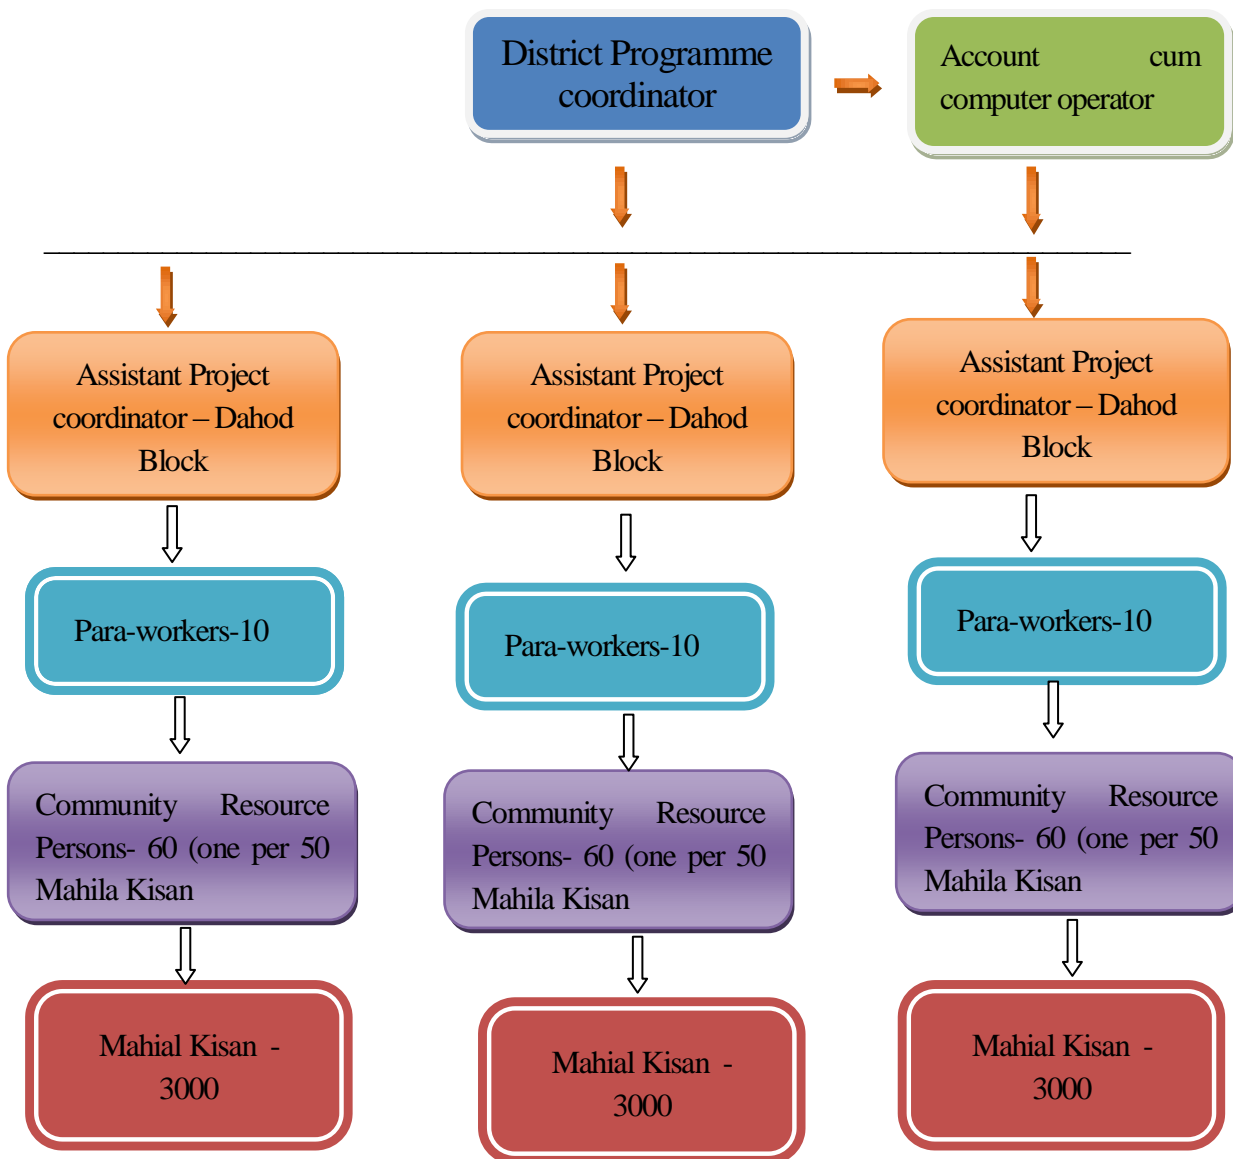 District Programme
coordinator
Account cum
computer operator
Assistant Project
coordinator – Dahod
Block
Assistant Project
coordinator – Dahod
Block
Assistant Project
coordinator – Dahod
Block
Para-workers-10
Para-workers-10
Para-workers-10
Community Resource
Persons- 60 (one per 50
Mahila Kisan
Community Resource
Persons- 60 (one per 50
Mahila Kisan
Community Resource
Persons- 60 (one per 50
Mahila Kisan
Mahial Kisan -
3000
Mahial Kisan -
3000
Mahial Kisan -
3000